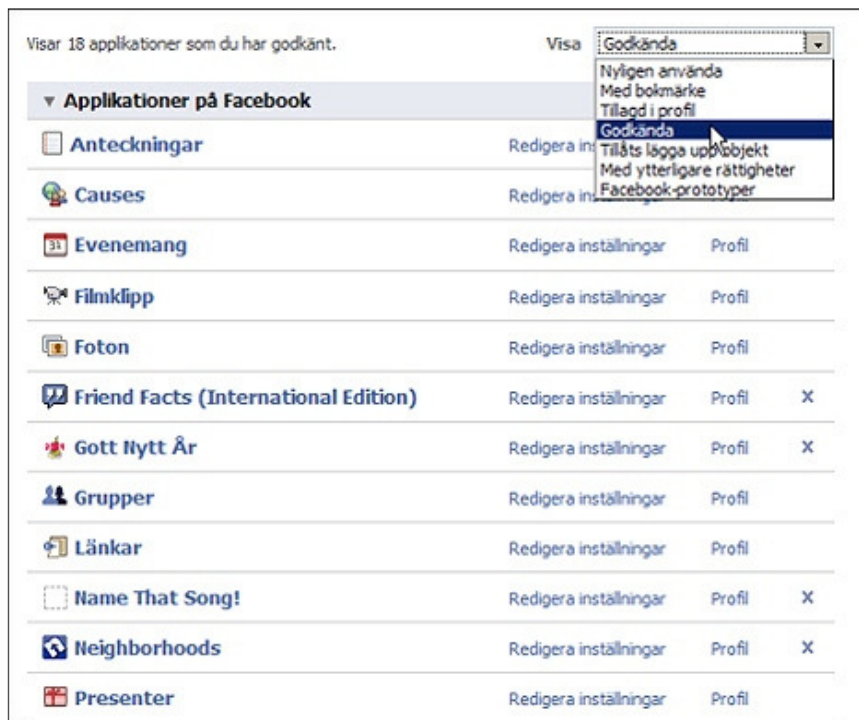 Visar 18 applikationer som du har godkänt. Visa Godkända
Nyligen använda
Med bokmärke
Tillagd i profil
Godkända
Tillåts lägga upp objekt
Med ytterligare rättigheter
Facebook-prototyper
Applikationer på Facebook
Anteckningar Redigera ins
Causes Redigera
Evenemang Redigera inställningar Profil
Filmklipp Redigera inställningar Profil
Foton Redigera inställningar Profil
Friend Facts (International Edition) Redigera inställningar Profil x
Gott Nytt År Redigera inställningar Profil x
Grupper Redigera inställningar Profil
Länkar Redigera inställningar Profil
31
Name That Song! Redigera inställningar Profil x
Neighborhoods Redigera inställningar Profil x
Presenter Redigera inställningar Profil